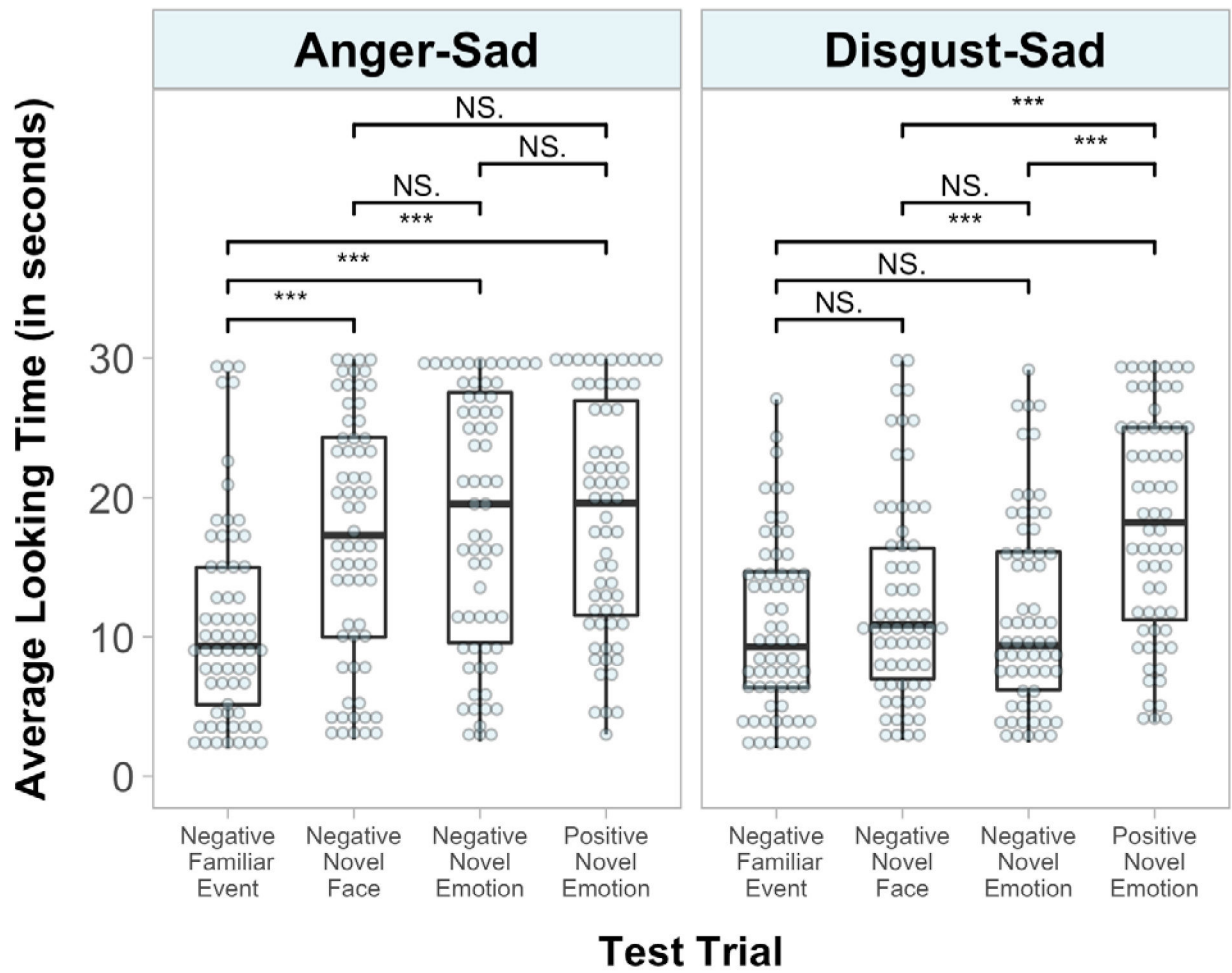 Anger-Sad
Disgust-Sad
Average Looking Time (in seconds)
NS.
NS.
NS.
***
***
***
***
***
NS.
***
NS.
NS.
30
20
10
0
Negative
Familiar
Event
Negative
Novel
Face
Negative
Novel
Emotion
Positive
Novel
Emotion
Negative
Familiar
Event
Negative
Novel
Face
Negative
Novel
Emotion
Positive
Novel
Emotion
Test Trial